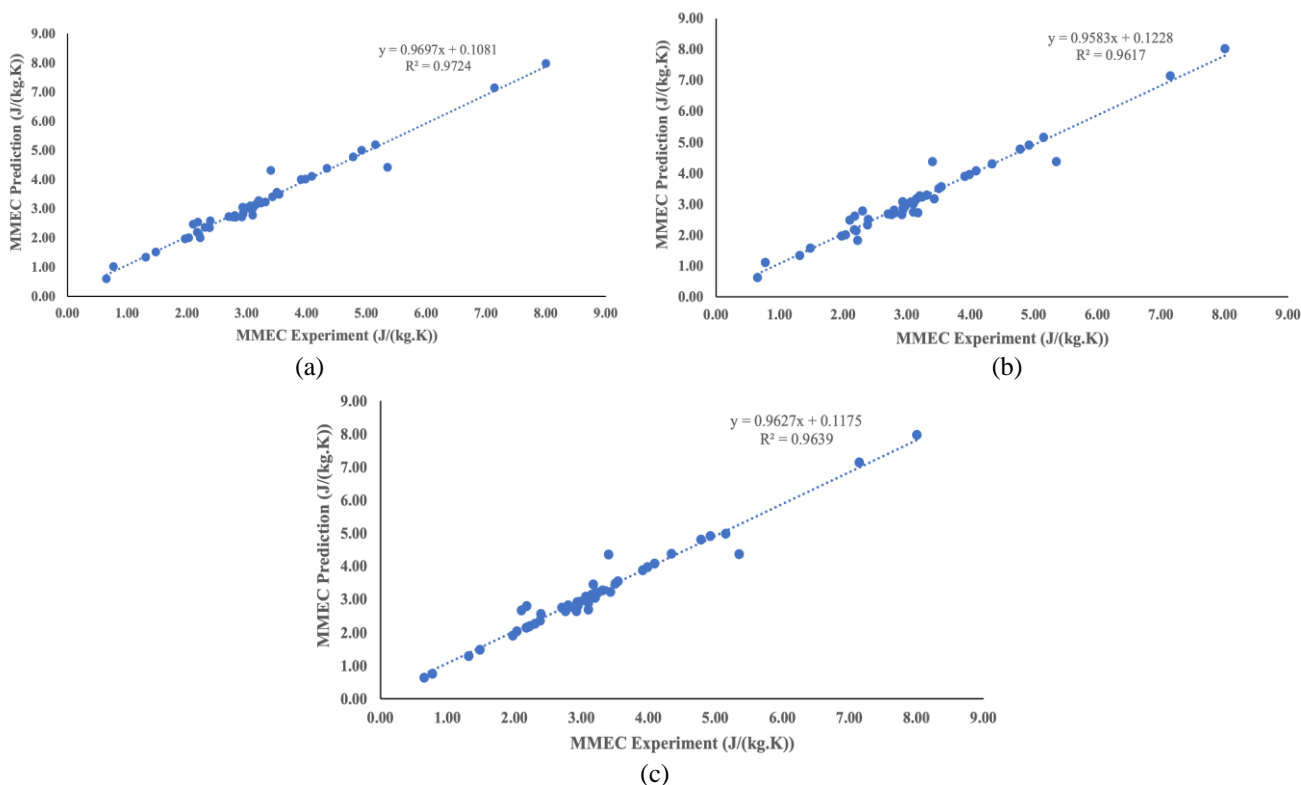 9.00
8.00
7.00
6.00
5.00
4.00
3.00
2.00
1.00
0.00
MMEC Prediction (J/(kg.K))
y = 0.9697x + 0.1081
R² = 0.9724
0.00 1.00 2.00 3.00 4.00 5.00 6.00 7.00 8.00 9.00
MMEC Experiment (J/(kg.K))
(a)
9.00
8.00
7.00
6.00
5.00
4.00
3.00
2.00
1.00
0.00
MMEC Prediction (J/(kg.K))
y = 0.9583x + 0.1228
R² = 0.9617
0.00 1.00 2.00 3.00 4.00 5.00 6.00 7.00 8.00 9.00
MMEC Experiment (J/(kg.K))
(b)
9.00
8.00
7.00
6.00
5.00
4.00
3.00
2.00
1.00
0.00
MMEC Prediction (J/(kg.K))
y = 0.9627x + 0.1175
R² = 0.9639
0.00 1.00 2.00 3.00 4.00 5.00 6.00 7.00 8.00 9.00
MMEC Experiment (J/(kg.K))
(c)